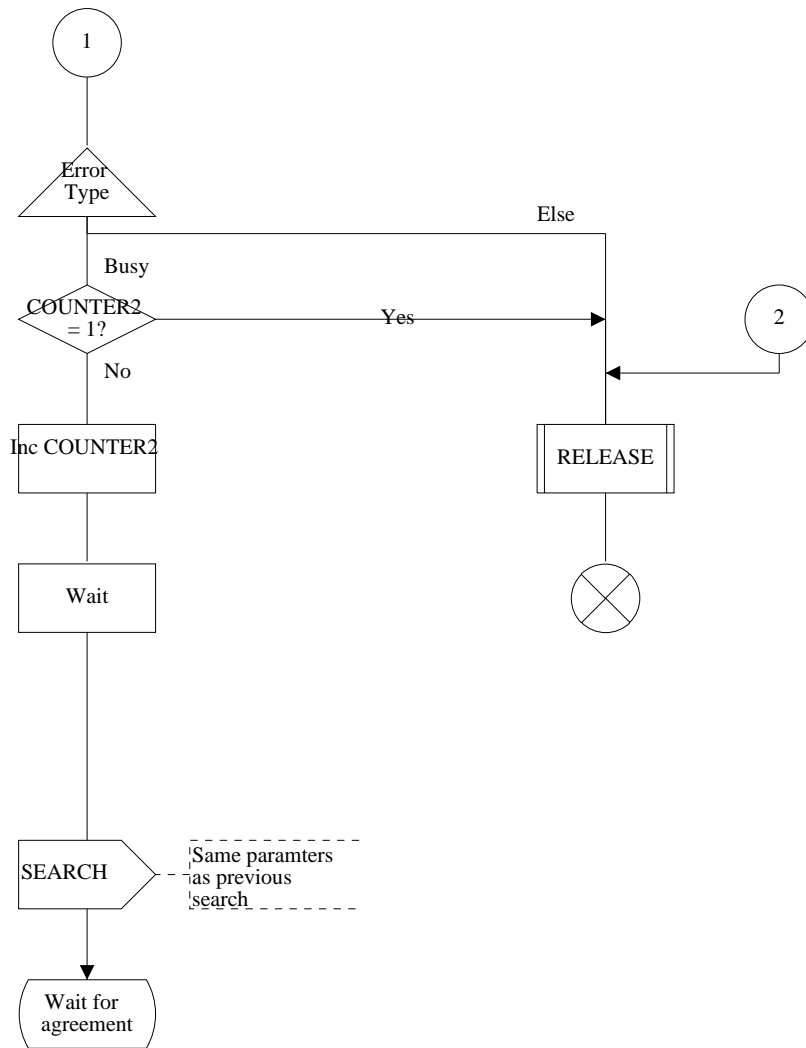 1
Error
Type
Else
Busy
COUNTER2
= 1?
Yes
2
No
Inc COUNTER2
RELEASE
Wait
SEARCH
Same paramters
as previous
search
Wait for
agreement